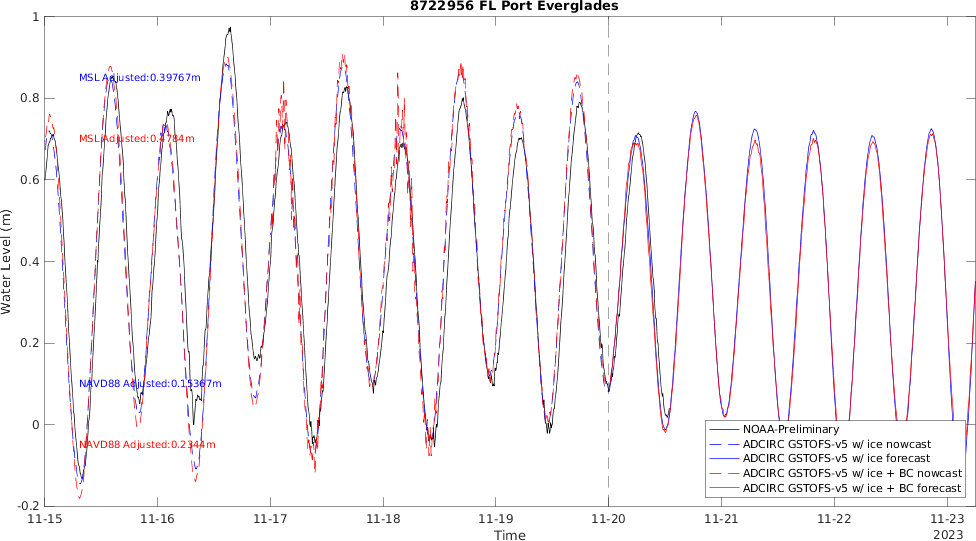 8722956 FL Port Everglades
1
0.8
0.6
0.4
0.2
0
-0.2
Water Level (m)
MSL Adjusted:0.39767m
MSL Adjusted:0.4784m
NAVD88 Adjusted:0.15367m
NAVD88 Adjusted:0.2344m
NOAA-Preliminary
ADCIRC GSTOFS-v5 w/ ice nowcast
ADCIRC GSTOFS-v5 w/ ice forecast
ADCIRC GSTOFS-v5 w/ ice + BC nowcast
ADCIRC GSTOFS-v5 w/ ice + BC forecast
11-15 11-16 11-17 11-18 11-19 11-20 11-21 11-22 11-23
Time
2023